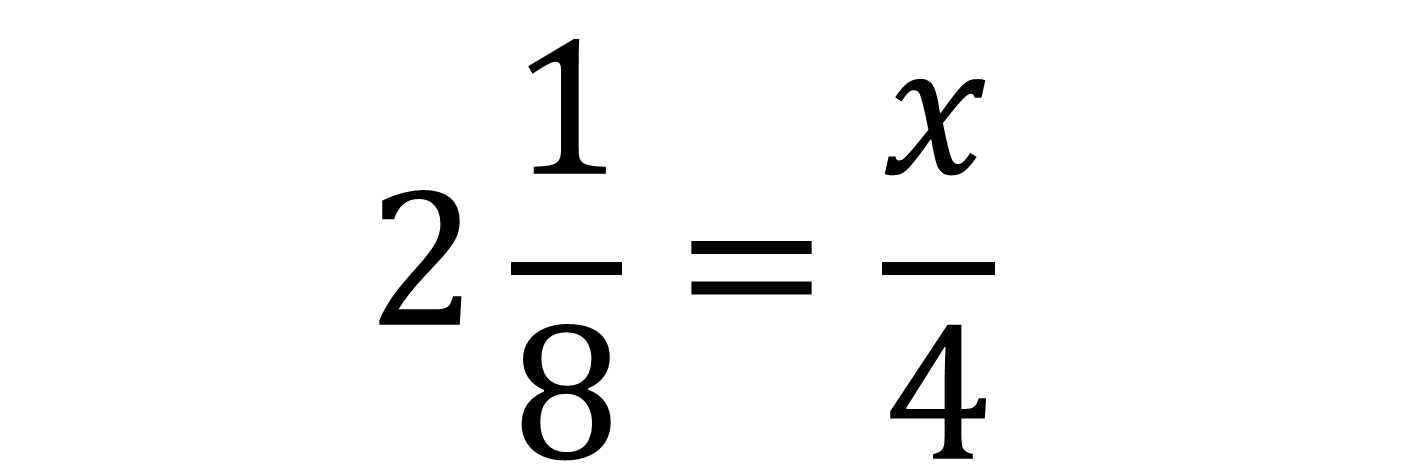 2 1/8 = x/4